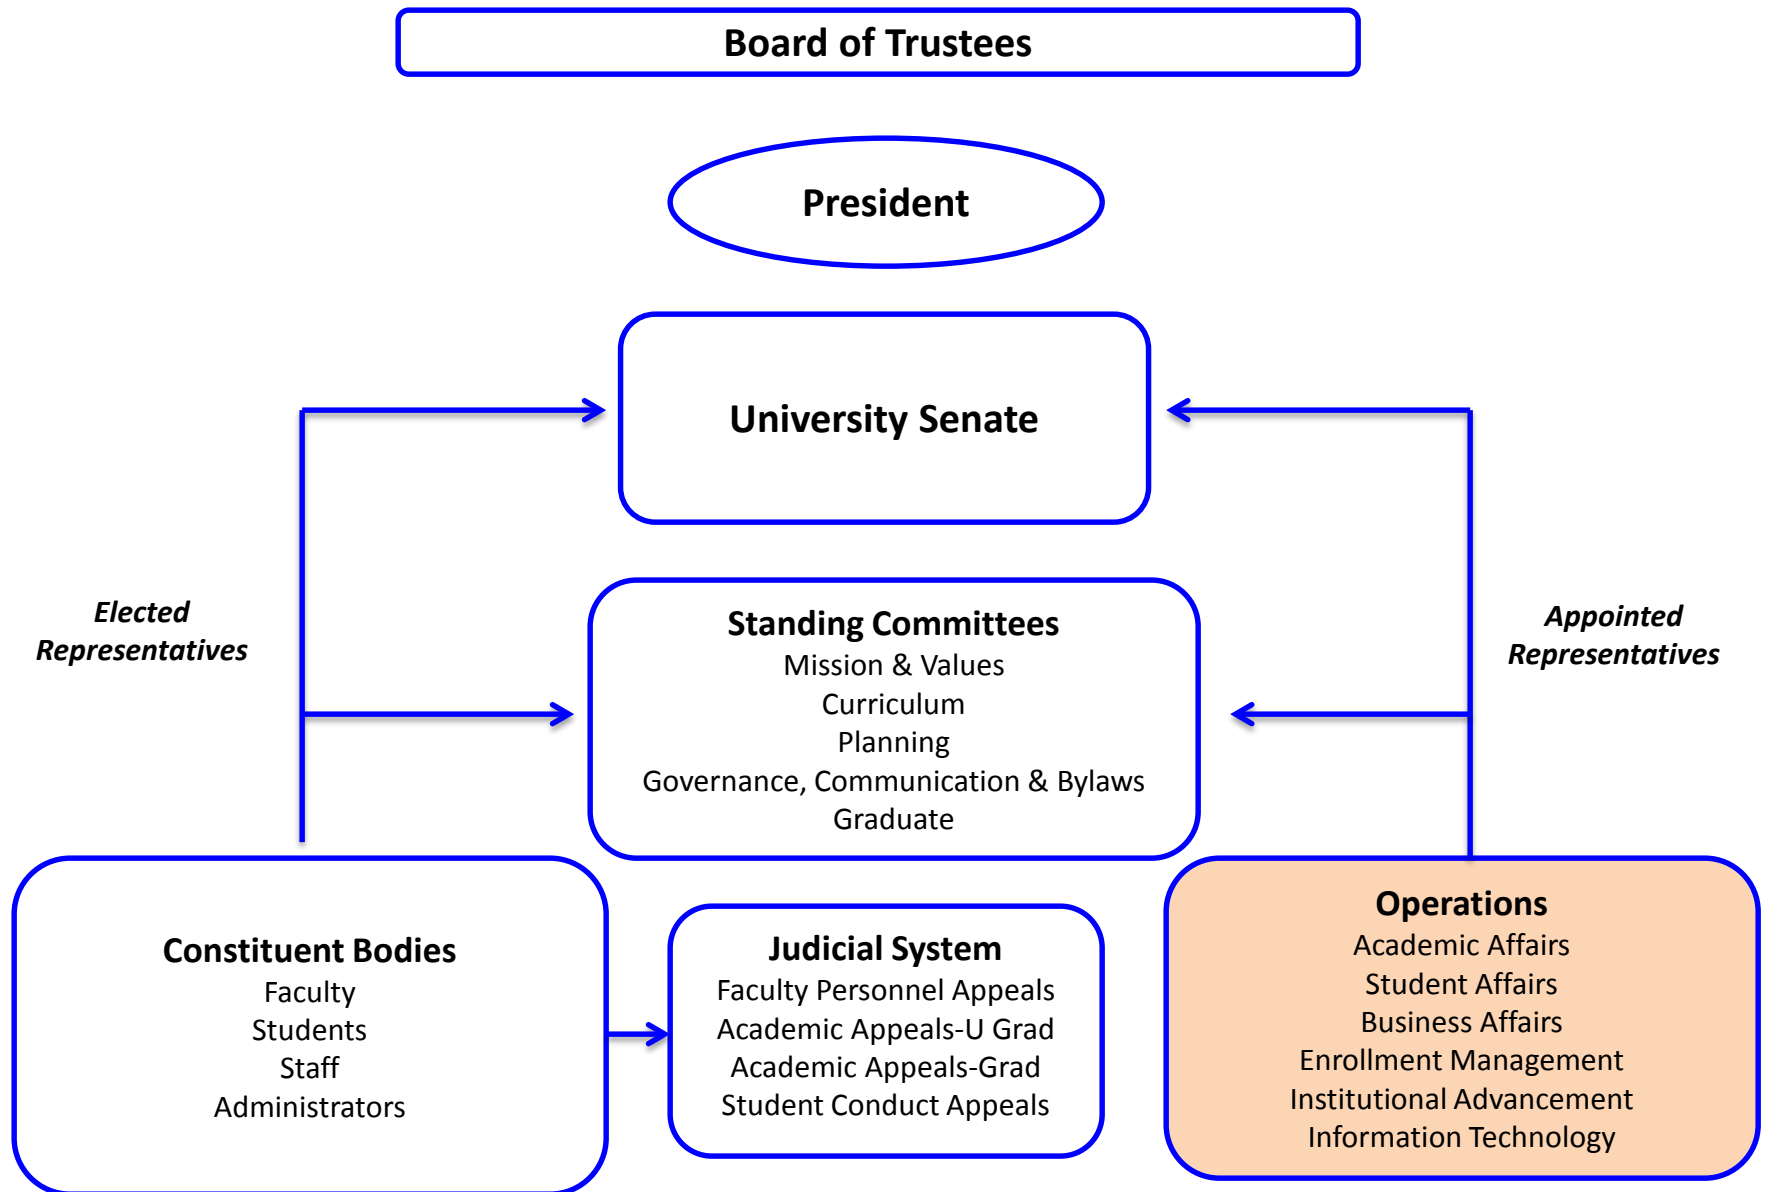 Board of Trustees
President
University Senate
Elected
Representatives
Appointed
Representatives
Standing Committees
Mission & Values
Curriculum
Planning
Governance, Communication & Bylaws
Graduate
Constituent Bodies
Faculty
Students
Staff
Administrators
Judicial System
Faculty Personnel Appeals
Academic Appeals-U Grad
Academic Appeals-Grad
Student Conduct Appeals
Operations
Academic Affairs
Student Affairs
Business Affairs
Enrollment Management
Institutional Advancement
Information Technology